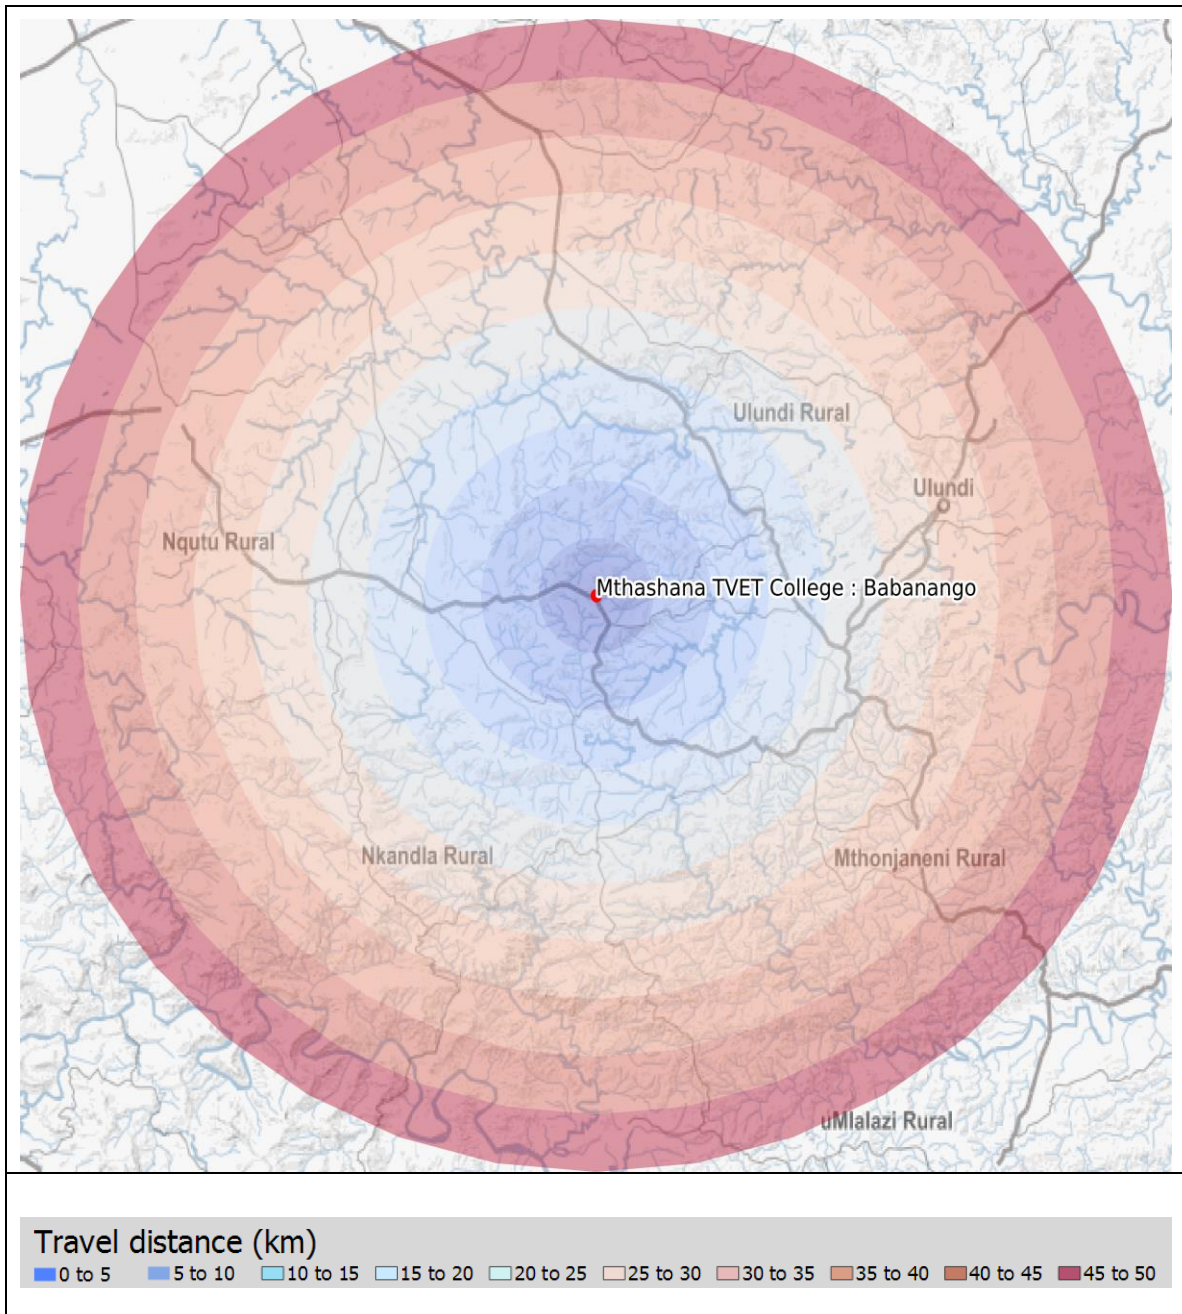 Ulundi Rural
Ulundi
Nqutu Rural
Mthashana TVET College : Babanango
Nkandla Rural
Mthonjaneni Rural
uMlalazi Rural
Travel distance (km)
0 to 5 5 to 10 10 to 15 15 to 20 20 to 25 25 to 30 30 to 35 35 to 40 40 to 45 45 to 50